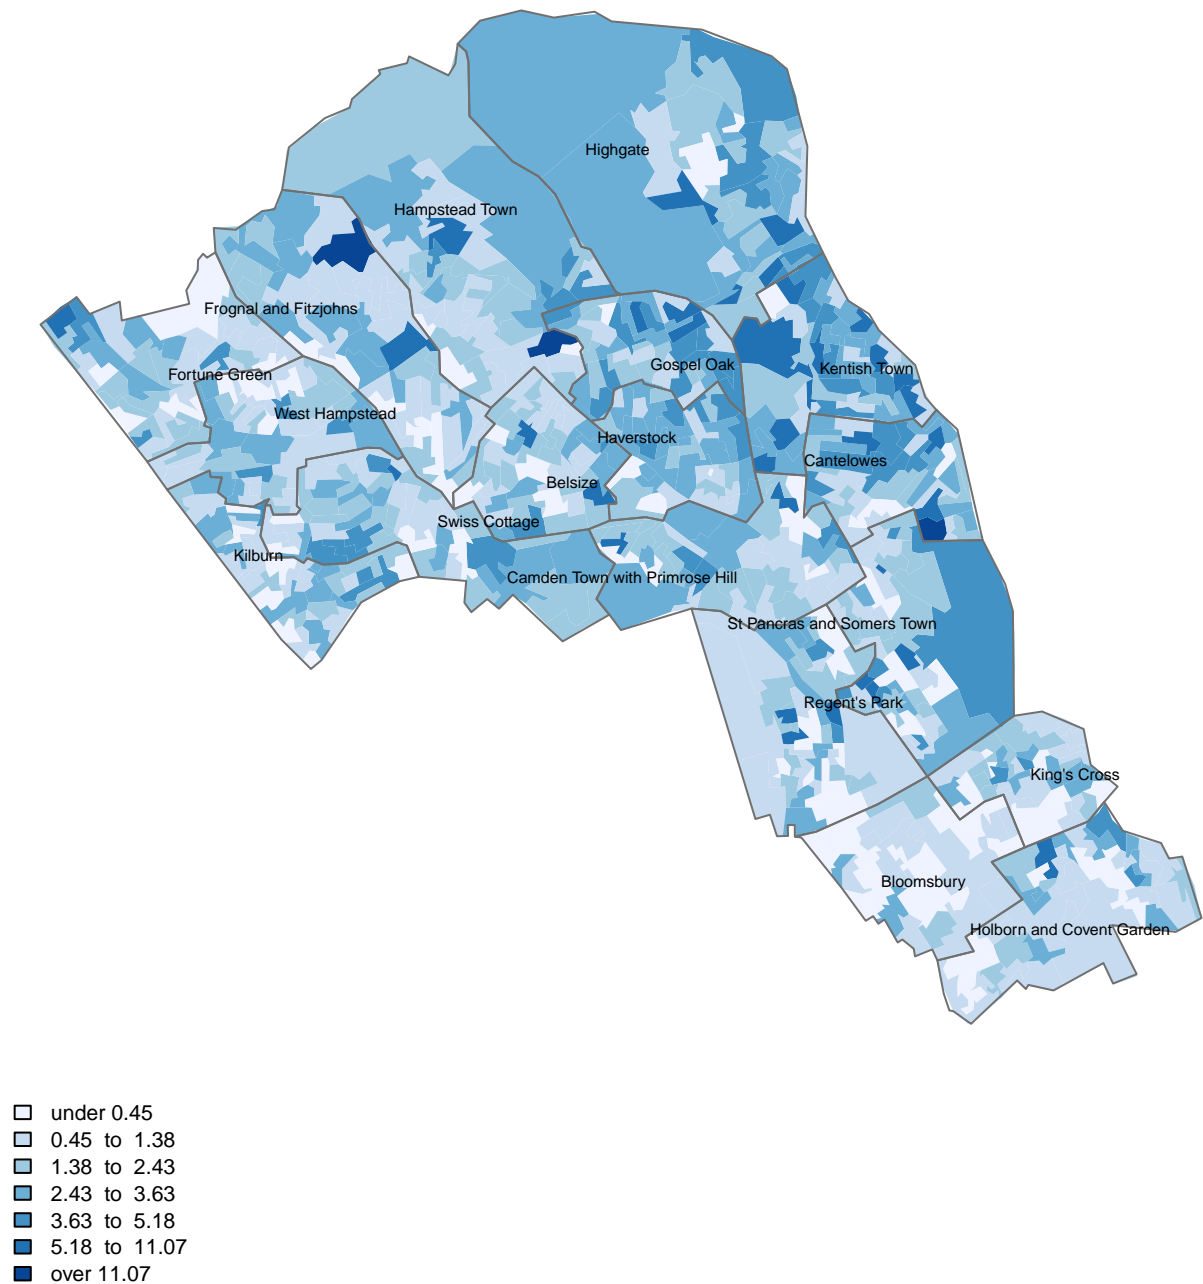 Highgate
Hampstead Town
Frognal and Fitzjohns
Gospel Oak
Kentish Town
Fortune Green
West Hampstead
Haverstock
Cantelowes
Belsize
Swiss Cottage
Kilburn
Camden Town with Primrose Hill
St Pancras and Somers Town
Regent's Park
King's Cross
Bloomsbury
Holborn and Covent Garden
under 0.45
0.45 to 1.38
1.38 to 2.43
2.43 to 3.63
3.63 to 5.18
5.18 to 11.07
over 11.07